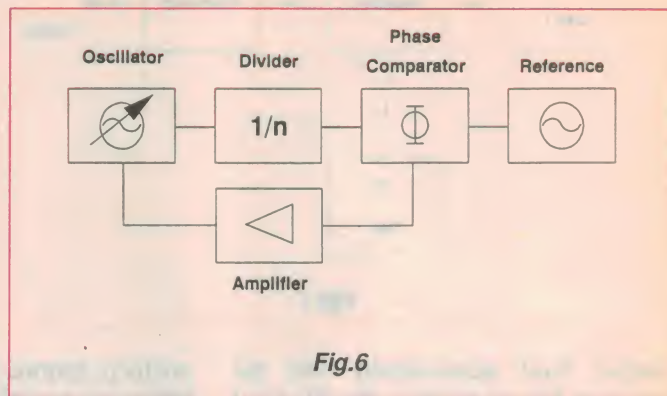 Oscillator
Divider
Phase
Comparator
Reference
1/n
Φ
Amplifier
Fig.6